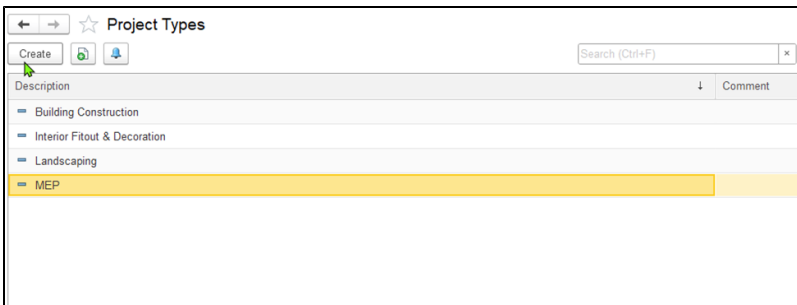 Project Types
Create
Search (Ctrl+F)
Description
Comment
Building Construction
Interior Fitout & Decoration
Landscaping
MEP